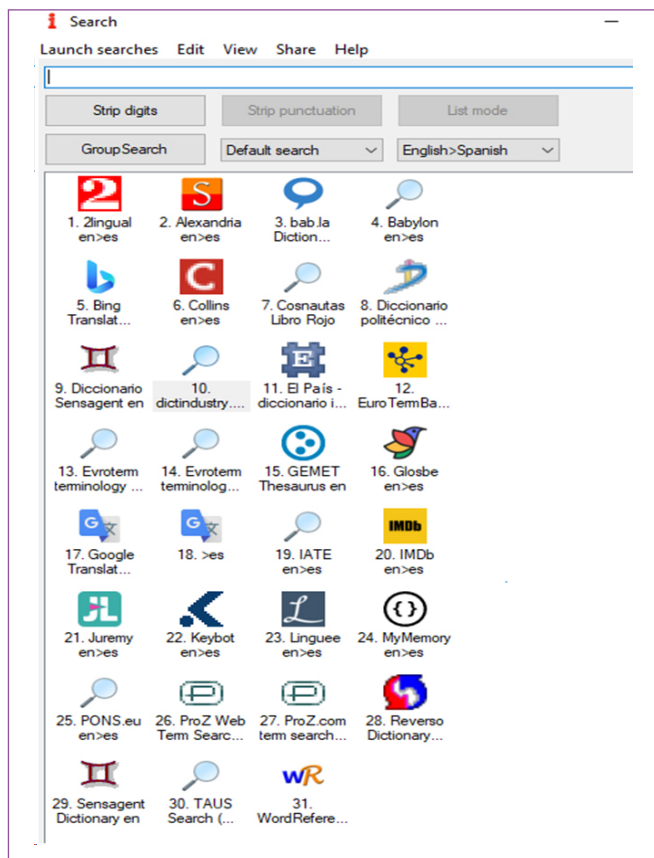 Search
Launch searches Edit View Share Help
Strip digits Strip punctuation List mode
GroupSearch Default search English>Spanish
2 S
1. 2lingual 2. Alexandria 3. bab.la 4. Babylon
en>es en>es Diction... en>es
C
5. Bing 6. Collins 7. Cosnautas 8. Diccionario
Translat... en>es Libro Rojo politécnico ...
E
9. Diccionario 10. 11. El País - 12.
Sensagent en dictindustry.... diccionario i... EuroTermBa...
13. Evroterm 14. Evroterm 15. GEMET 16. Glosbe
terminology ... terminolog... Thesaurus en en>es
G G IMDb
17. Google 18. >es 19. IATE 20. IMDb
Translat... en>es en>es
JL L {}
21. Juremy 22. Keybot 23. Linguee 24. MyMemory
en>es en>es en>es en>es
P P
25. PONS.eu 26. ProZ Web 27. ProZ.com 28. Reverso
en>es Term Searc... term search... Dictionary...
WR
29. Sensagent 30. TAUS 31.
Dictionary en Search (... WordRefere...